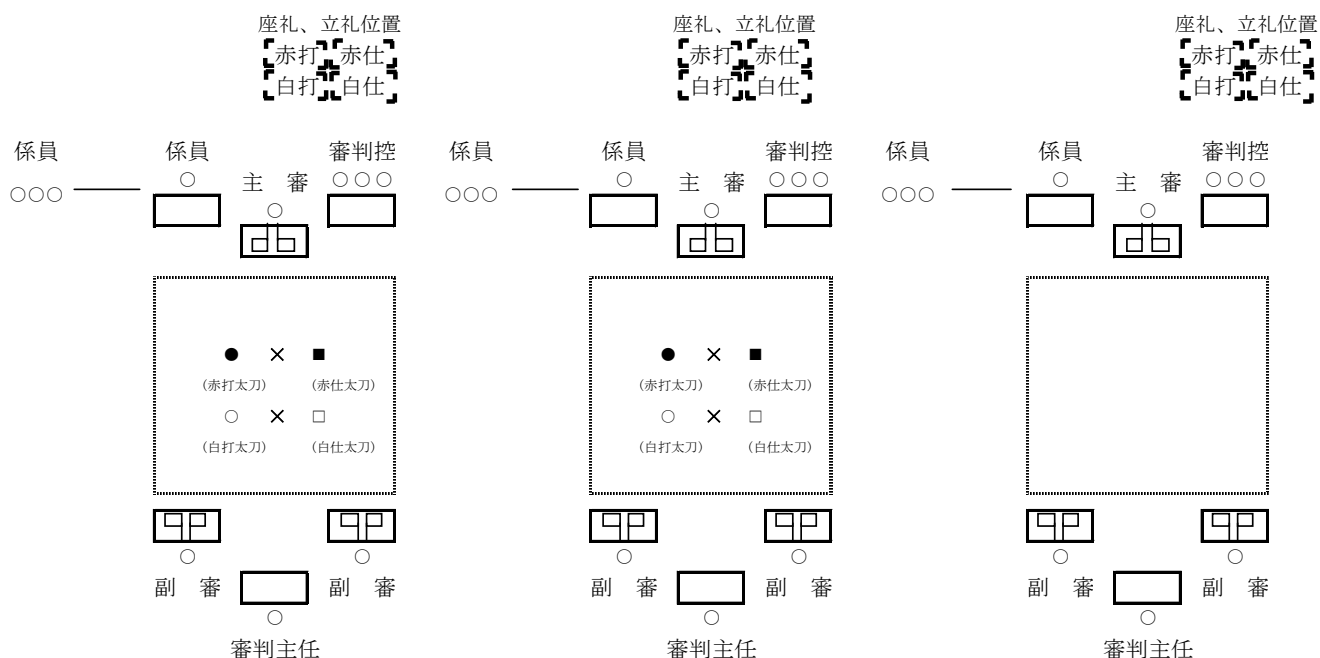 座礼、立礼位置 座礼、立礼位置 座礼、立礼位置
赤打 赤仕 赤打 赤仕 赤打 赤仕
白打 白仕 白打 白仕 白打 白仕
係員 係員 審判控 係員 係員 審判控 係員 係員 審判控
主 審 主 審 主 審
(赤打太刀) (赤仕太刀) (赤打太刀) (赤仕太刀)
(白打太刀) (白仕太刀) (白打太刀) (白仕太刀)
副 審 副 審 副 審 副 審 副 審 副 審
審判主任 審判主任 審判主任